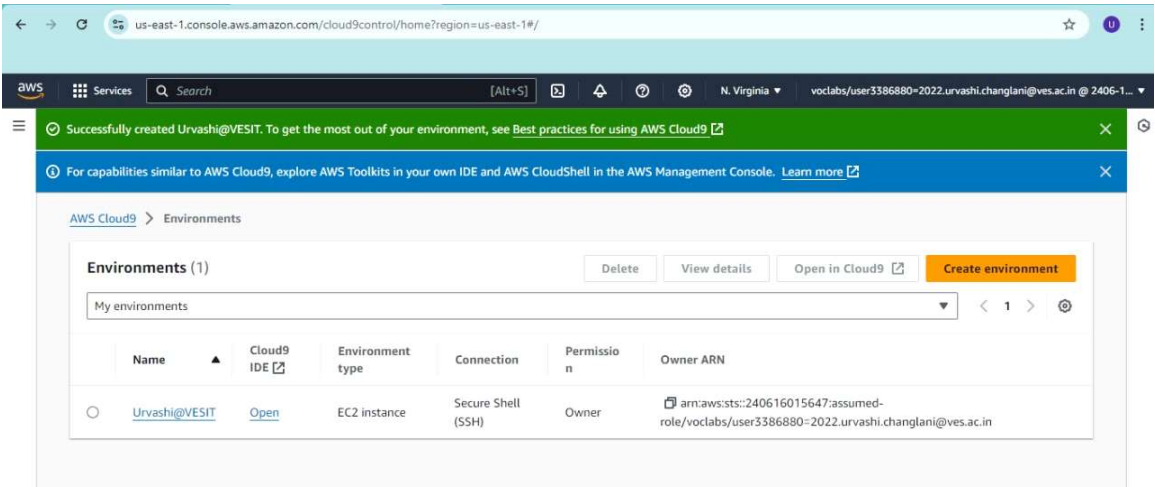 us-east-1.console.aws.amazon.com/cloud9control/home?region=us-east-1#/
U
aws Services Search [Alt+S] N. Virginia voclabs/user3386880=2022.urvashi.changlani@ves.ac.in @ 2406-1...
Successfully created Urvashi@VESIT. To get the most out of your environment, see Best practices for using AWS Cloud9
For capabilities similar to AWS Cloud9, explore AWS Toolkits in your own IDE and AWS CloudShell in the AWS Management Console. Learn more
AWS Cloud9 > Environments
Environments (1) Delete View details Open in Cloud9 Create environment
My environments 1
Name Cloud9 IDE Environment type Connection Permission Owner ARN
Urvashi@VESIT Open EC2 instance Secure Shell (SSH) Owner arn:aws:sts::240616015647:assumed-
role/voclabs/user3386880=2022.urvashi.changlani@ves.ac.in